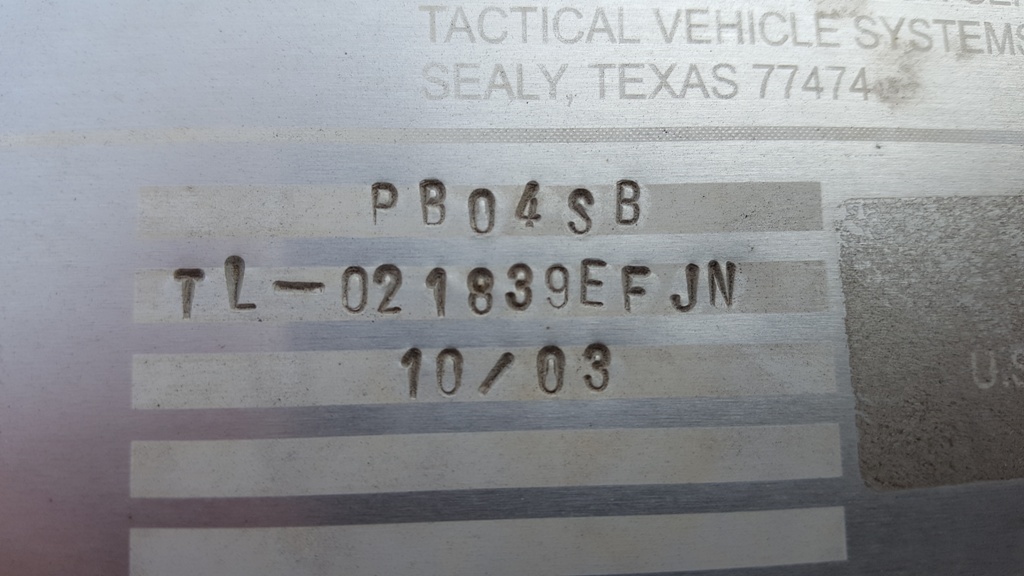 TACTICAL VEHICLE SYSTEMS
SEALY, TEXAS 77474
PB04SB
TL-021839EFJN
10/03
U.S